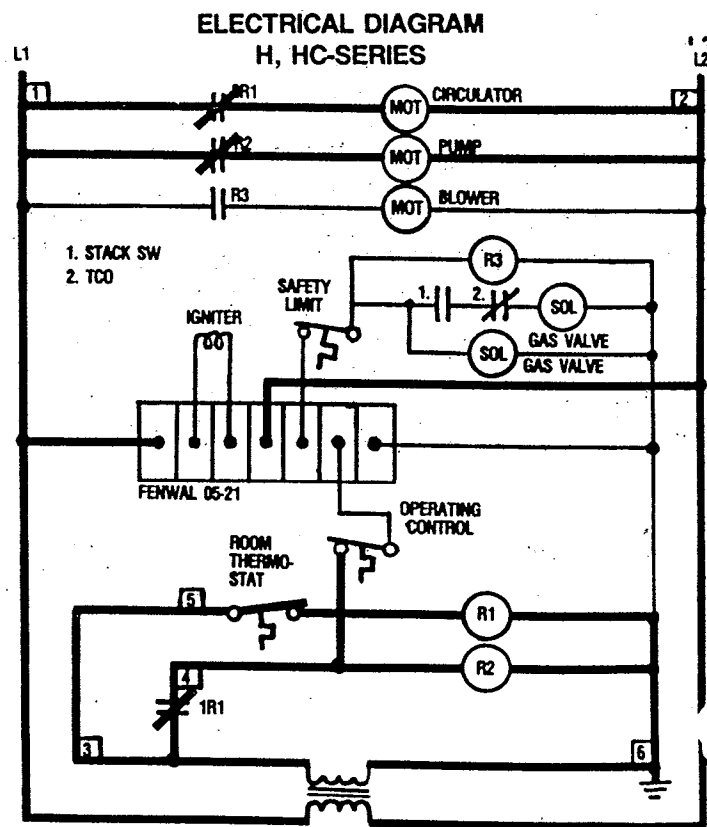 ELECTRICAL DIAGRAM
H, HC-SERIES
L1
L2
1
R1
MOT
CIRCULATOR
2
R2
MOT
PUMP
R3
MOT
BLOWER
1. STACK SW
2. TCO
SAFETY
LIMIT
R3
1.
2.
SOL
GAS VALVE
IGNITER
SOL
GAS VALVE
FENWAL 05-21
OPERATING
CONTROL
ROOM
THERMO-
STAT
5
R1
4
R2
1R1
3
6